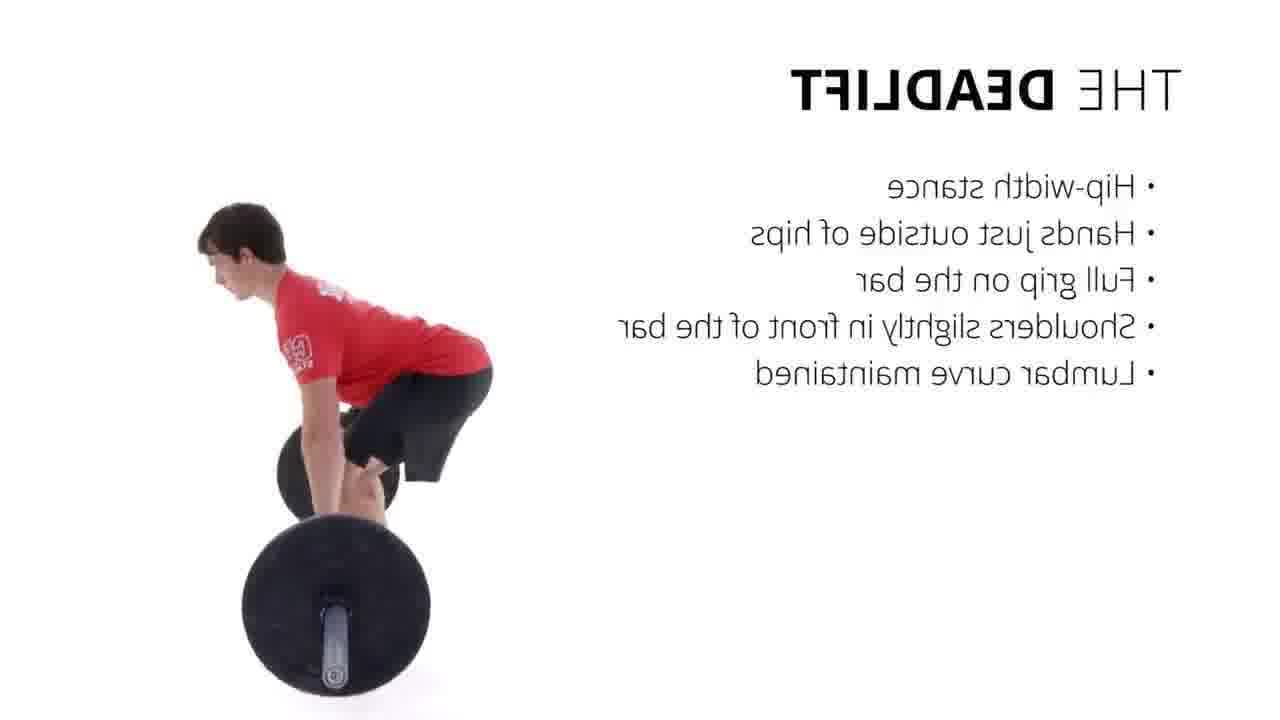 THE DEADLIFT
• Hip-width stance
• Hands just outside of hips
• Full grip on the bar
• Shoulders slightly in front of the bar
• Lumbar curve maintained